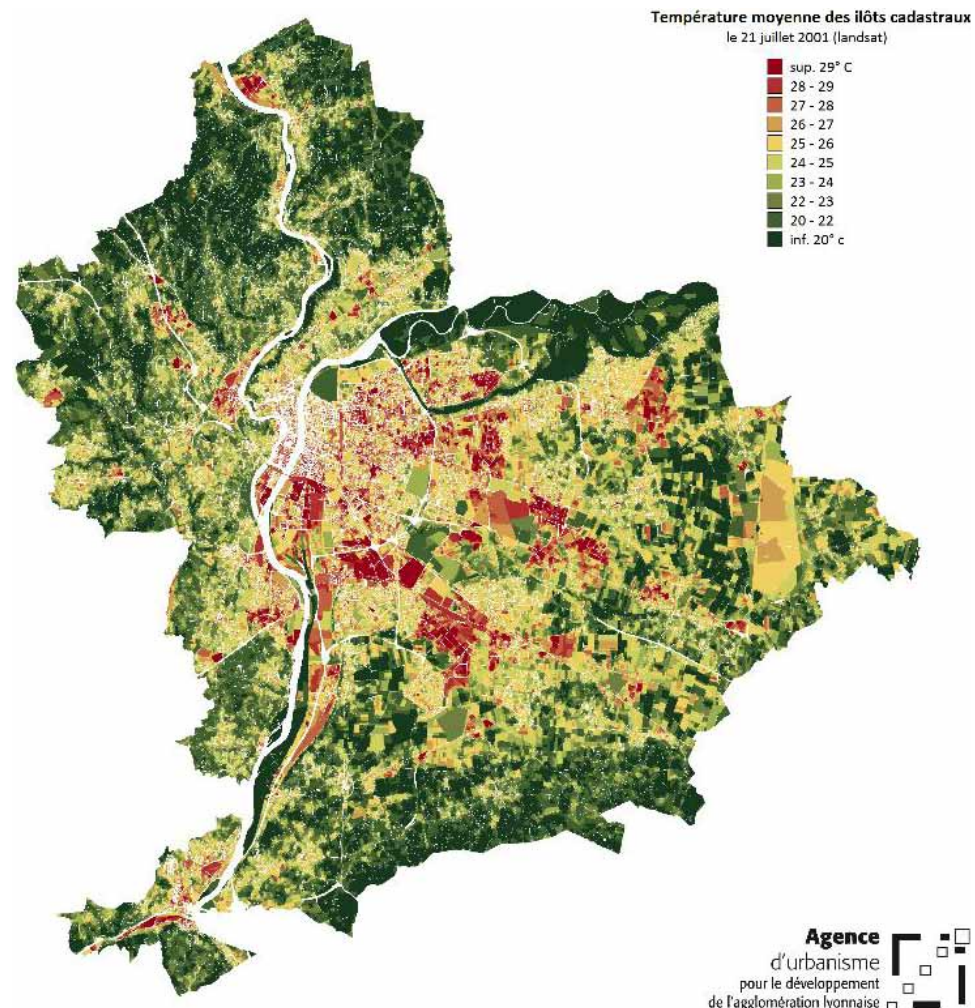 Température moyenne des ilôts cadastraux
le 21 juillet 2001 (landsat)
sup. 29° C
28 - 29
27 - 28
26 - 27
25 - 26
24 - 25
23 - 24
22 - 23
20 - 22
inf. 20° c
Agence
d'urbanisme
pour le développement
de l'agglomération lyonnaise